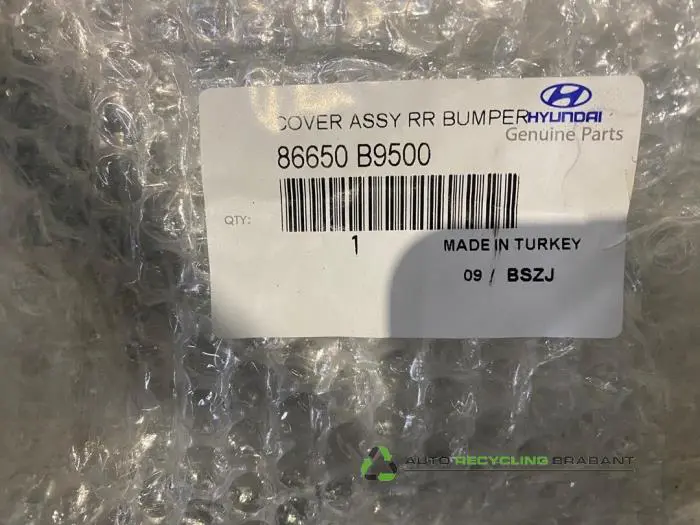 COVER ASSY RR BUMPER
HYUNDAI
Genuine Parts
86650 B9500
QTY:
1
MADE IN TURKEY
09 / BSZJ
AUTO RECYCLING BRABANT